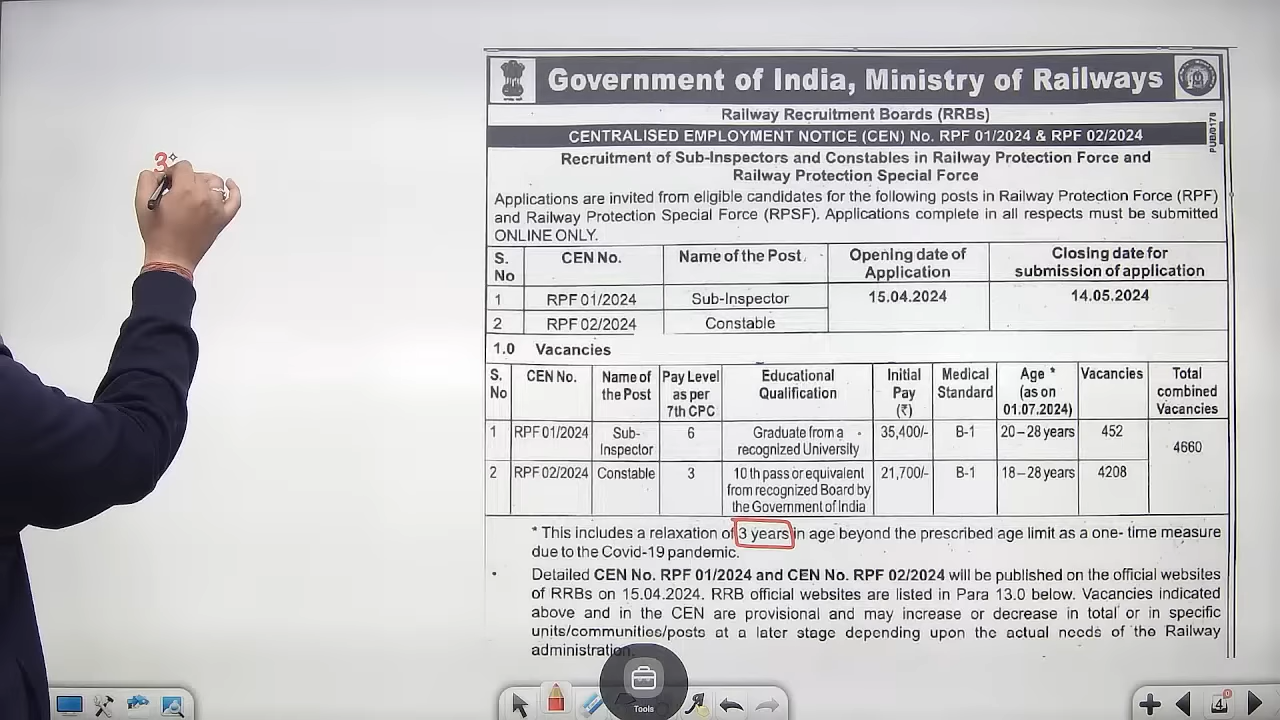 3
Government of India, Ministry of Railways
Railway Recruitment Boards (RRBs)
CENTRALISED EMPLOYMENT NOTICE (CEN) No. RPF 01/2024 & RPF 02/2024
PUB/0178
Recruitment of Sub-Inspectors and Constables in Railway Protection Force and
Railway Protection Special Force
Applications are invited from eligible candidates for the following posts in Railway Protection Force (RPF)
and Railway Protection Special Force (RPSF). Applications complete in all respects must be submitted
ONLINE ONLY.
S. No CEN No. Name of the Post Opening date of Application Closing date for submission of application
1 RPF 01/2024 Sub-Inspector 15.04.2024 14.05.2024
2 RPF 02/2024 Constable
1.0 Vacancies
S. No CEN No. Name of the Post Pay Level as per 7th CPC Educational Qualification Initial Pay (₹) Medical Standard Age * (as on 01.07.2024) Vacancies Total combined Vacancies
1 RPF 01/2024 Sub-Inspector 6 Graduate from a recognized University 35,400/- B-1 20-28 years 452 4660
2 RPF 02/2024 Constable 3 10 th pass or equivalent from recognized Board by the Government of India 21,700/- B-1 18-28 years 4208
* This includes a relaxation of 3 years in age beyond the prescribed age limit as a one- time measure
due to the Covid-19 pandemic.
• Detailed CEN No. RPF 01/2024 and CEN No. RPF 02/2024 will be published on the official websites
of RRBs on 15.04.2024. RRB official websites are listed in Para 13.0 below. Vacancies indicated
above and in the CEN are provisional and may increase or decrease in total or in specific
units/communities/posts at a later stage depending upon the actual needs of the Railway
administration.
Tools
4